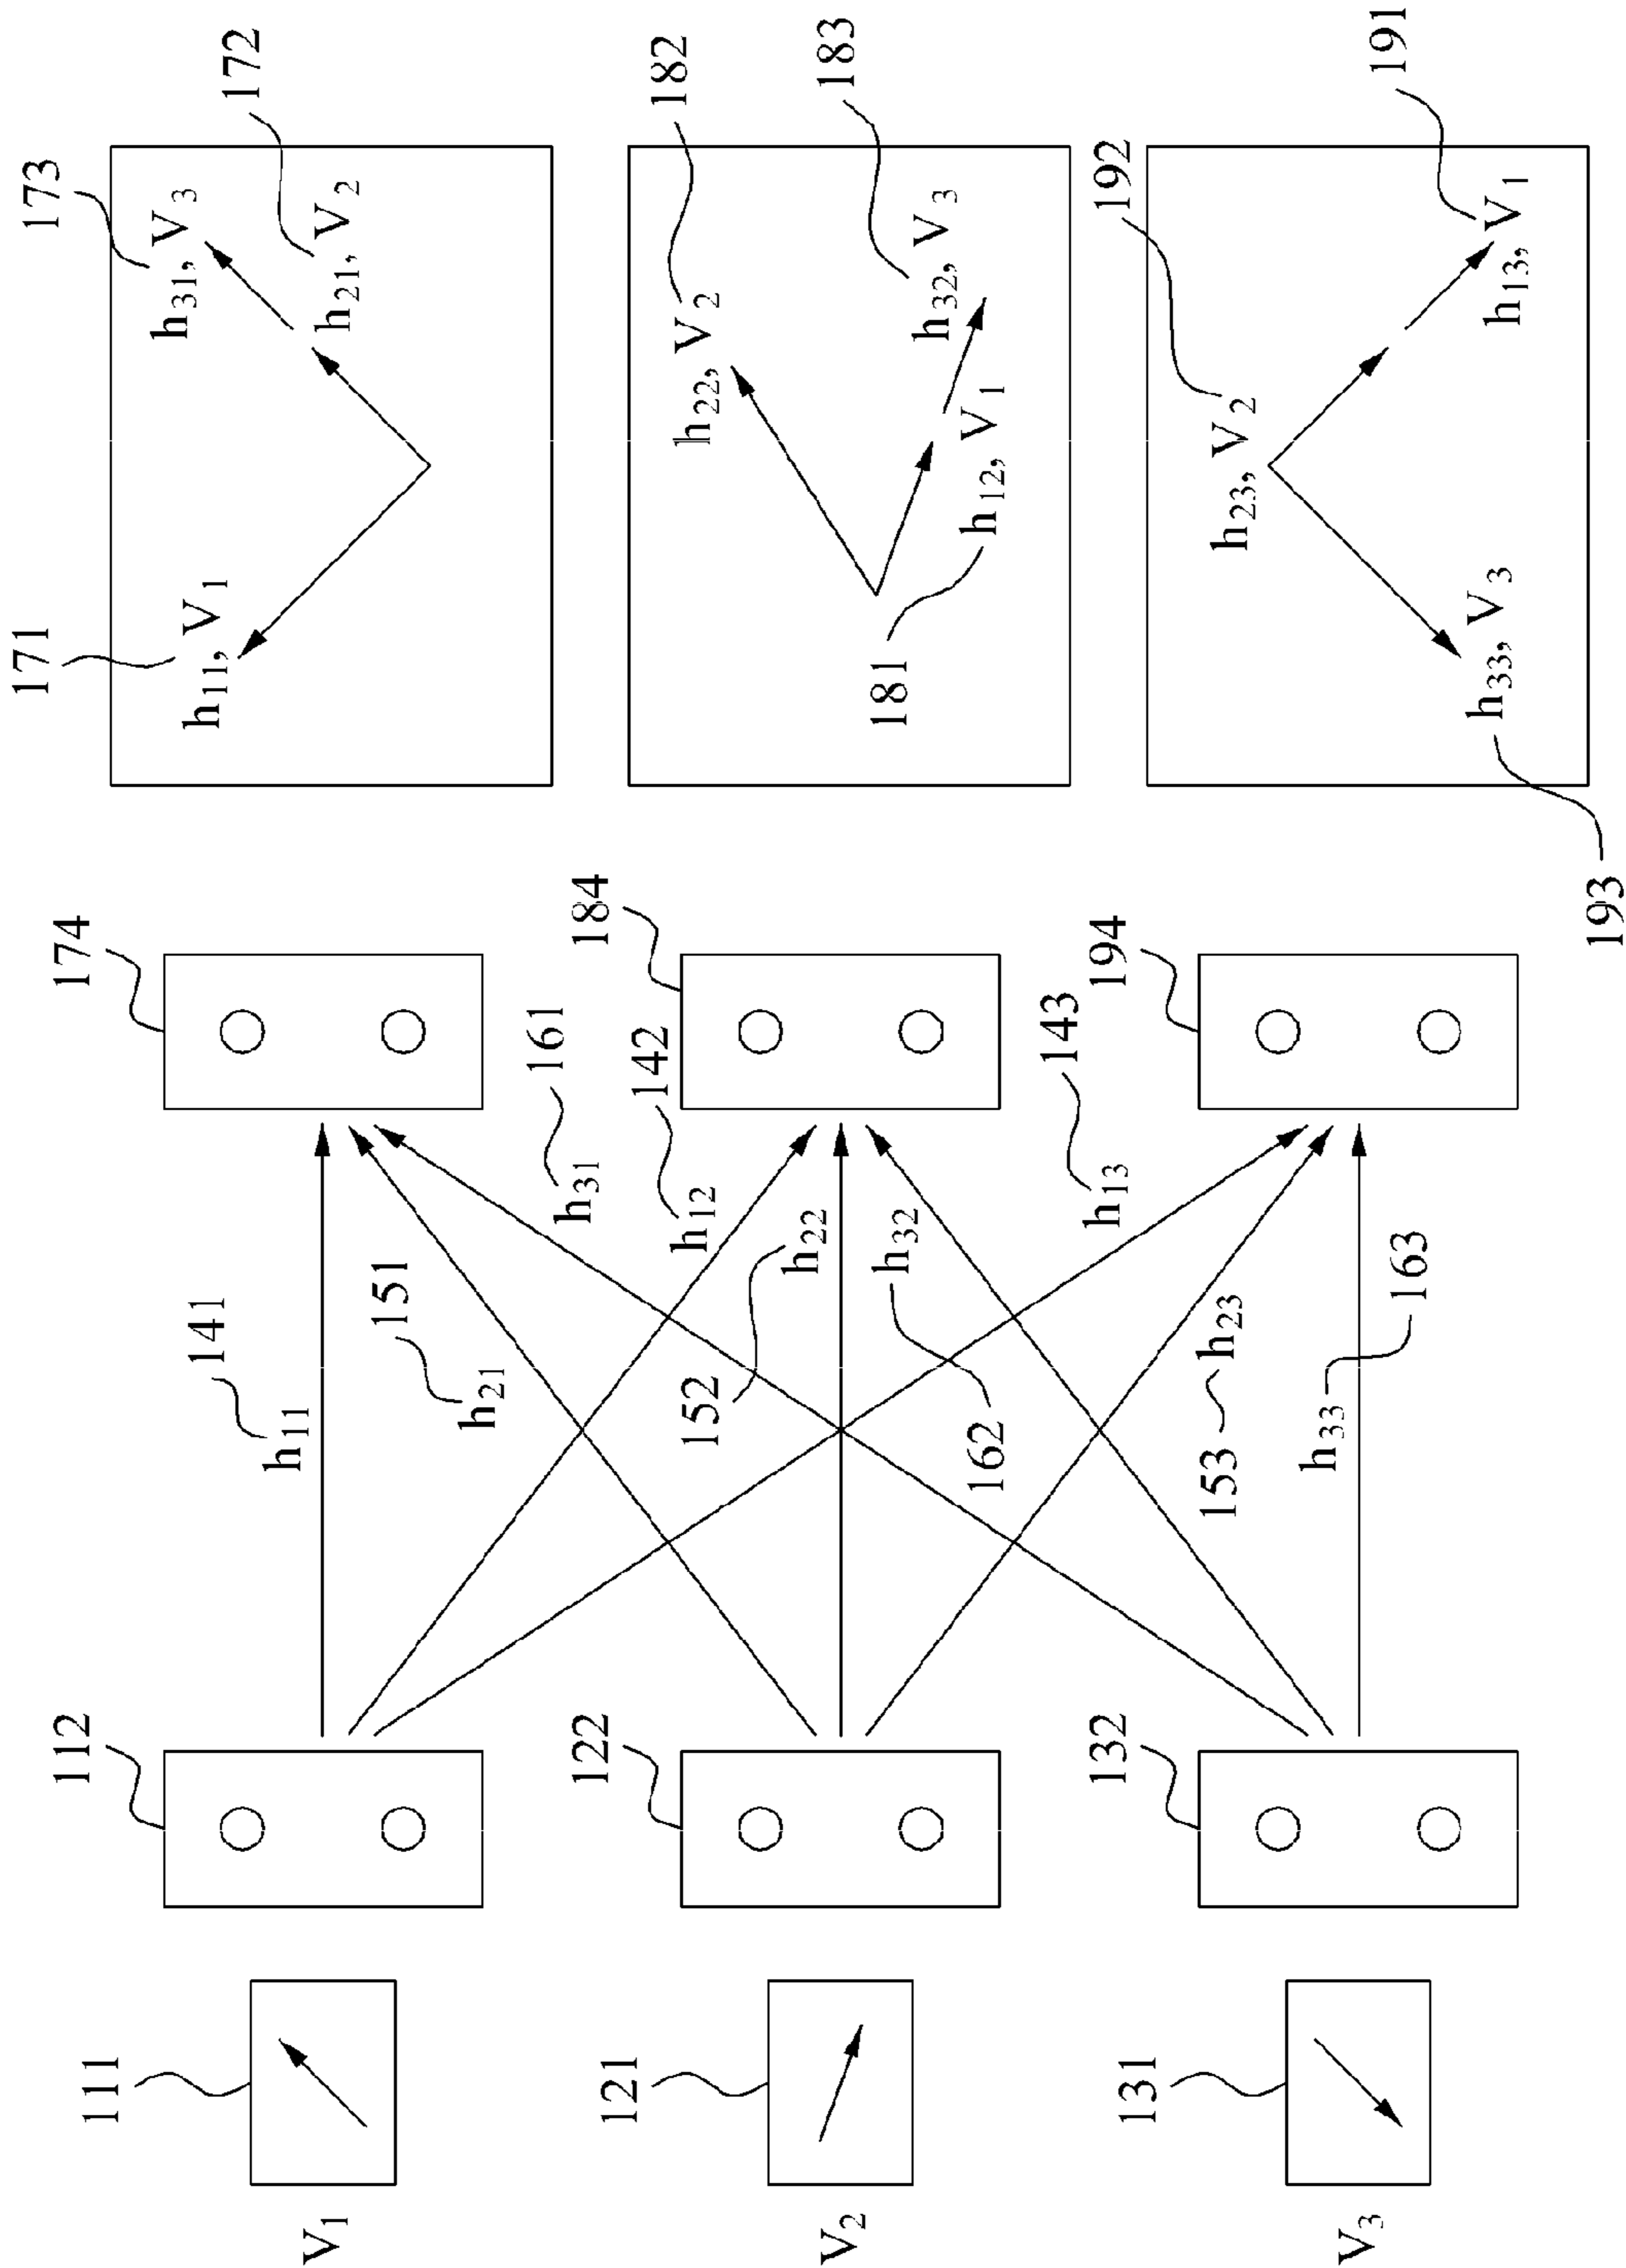 111
112
141
h11
151
h21
174
171
h11, V1
173
h31, V3
h21, V2
172
V1
161
h31
142
h12
121
122
152
h22
h32
162
184
182
h22, V2
h32, V3
183
181
h12, V1
V2
143
h13
131
132
153
h23
h33
163
194
192
h23, V2
h13, V1
191
h33, V3
193
V3